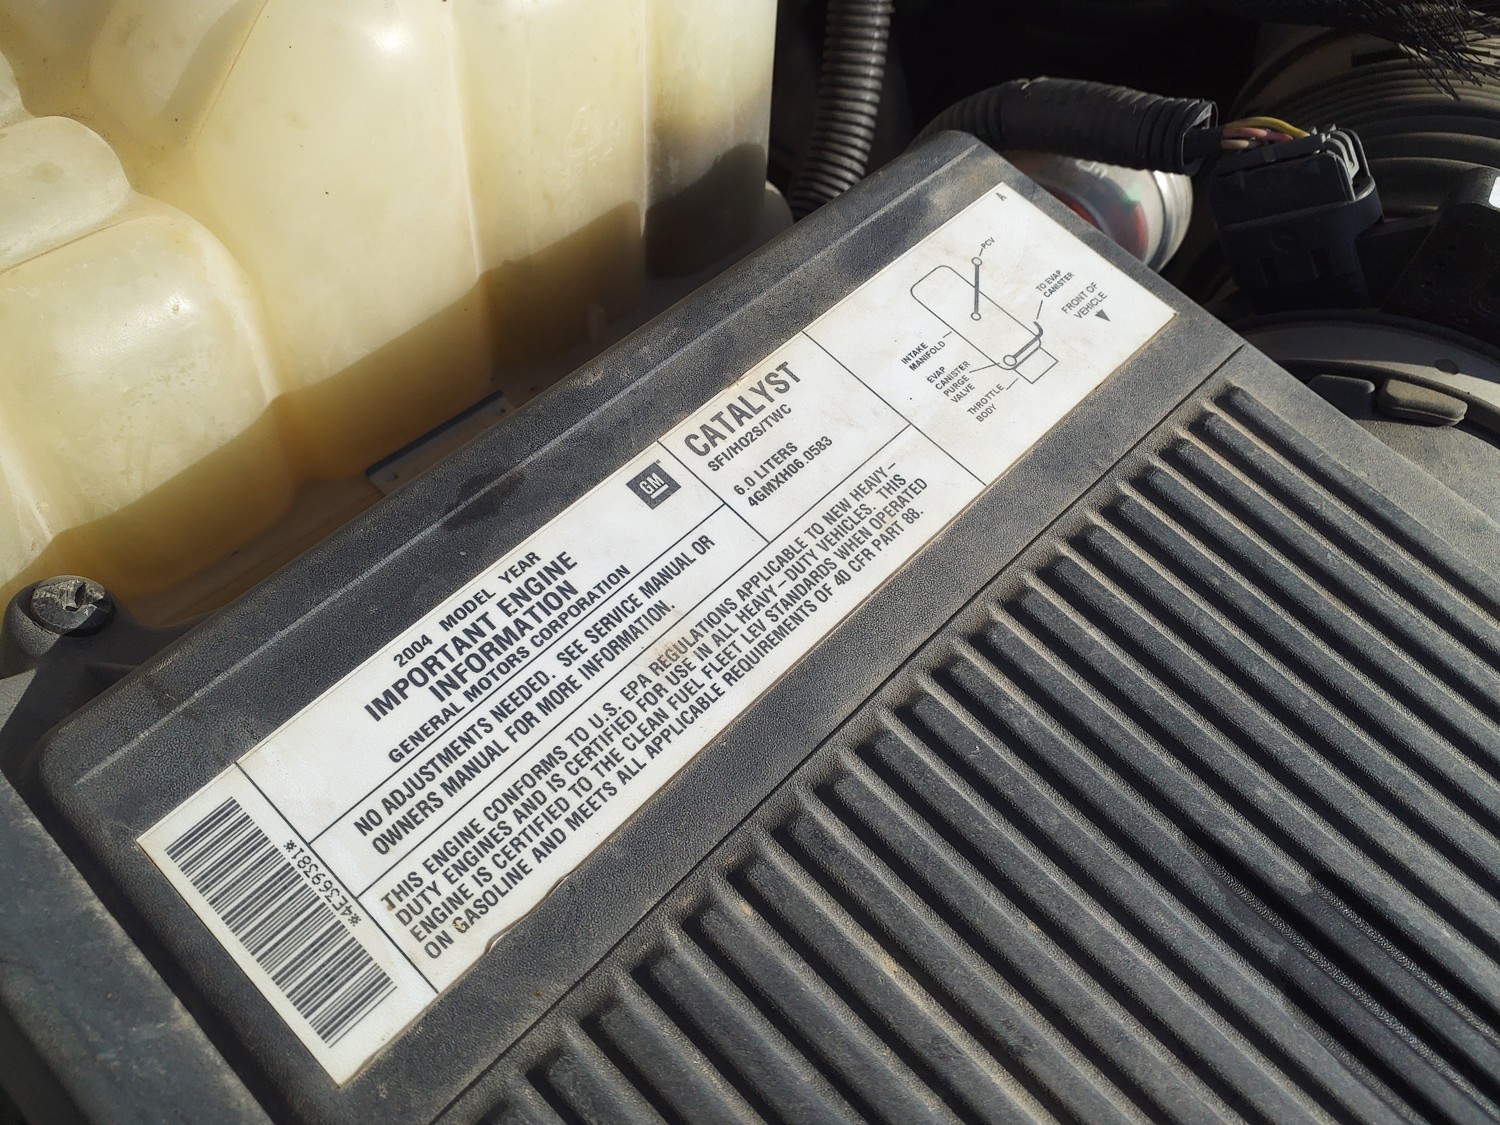 2004 MODEL YEAR
IMPORTANT ENGINE
INFORMATION
GENERAL MOTORS CORPORATION
GM
NO ADJUSTMENTS NEEDED. SEE SERVICE MANUAL OR
OWNERS MANUAL FOR MORE INFORMATION.
THIS ENGINE CONFORMS TO U.S. EPA REGULATIONS APPLICABLE TO NEW HEAVY–
DUTY ENGINES AND IS CERTIFIED FOR USE IN ALL HEAVY – DUTY VEHICLES. THIS
ENGINE IS CERTIFIED TO THE CLEAN FUEL FLEET LEV STANDARDS WHEN OPERATED
ON GASOLINE AND MEETS ALL APPLICABLE REQUIREMENTS OF 40 CFR PART 88.
CATALYST
SFI/HO2S/TWC
6.0 LITERS
4GMXH06.0583
A
PCV
TO EVAP
CANISTER
FRONT OF
VEHICLE
INTAKE
MANIFOLD
EVAP
CANISTER
PURGE
VALVE
THROTTLE
BODY
*4E369381*